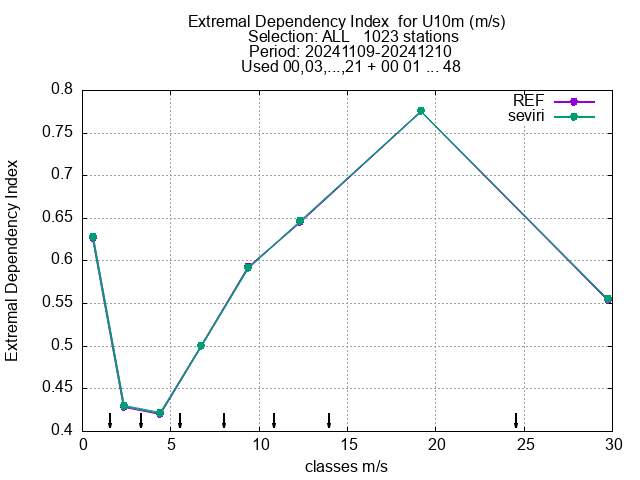 Extremal Dependency Index  for U10m (m/s)
Selection: ALL   1023 stations
Period: 20241109-20241210
Used 00,03,...,21 + 00 01 ... 48
REF
seviri
0.8
0.75
0.7
0.65
0.6
0.55
0.5
0.45
0.4
Extremal Dependency Index
0 5 10 15 20 25 30
classes m/s